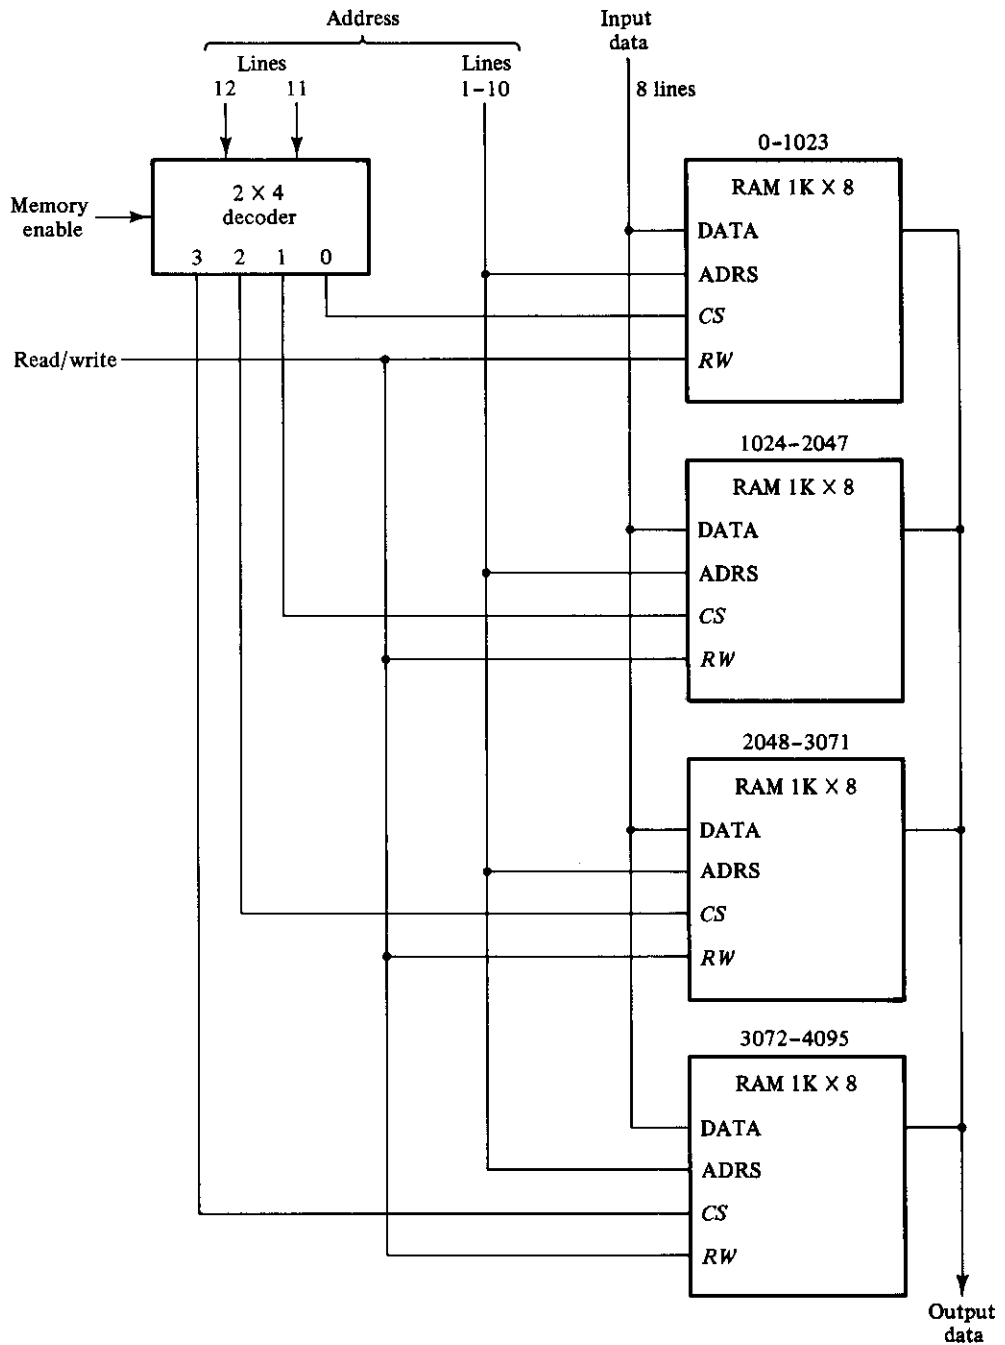 Address
Input
data
Lines
12
11
Lines
1-10
8 lines
0-1023
2 × 4
decoder
Memory
enable
3 2 1 0
RAM 1K × 8
DATA
ADRS
CS
RW
Read/write
1024-2047
RAM 1K × 8
DATA
ADRS
CS
RW
2048-3071
RAM 1K × 8
DATA
ADRS
CS
RW
3072-4095
RAM 1K × 8
DATA
ADRS
CS
RW
Output
data